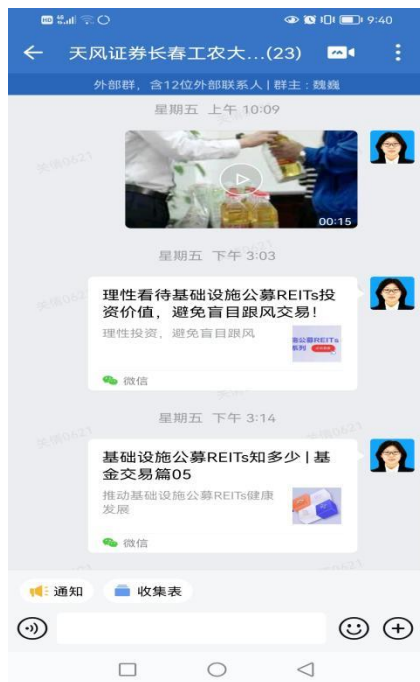 HD 9:40
天风证券长春工农大...(23)
外部群，含12位外部联系人 | 群主：魏巍
星期五 上午 10:09
00:15
星期五 下午 3:03
理性看待基础设施公募REITs投
资价值，避免盲目跟风交易！
理性投资，避免盲目跟风
微信
星期五 下午 3:14
基础设施公募REITs知多少 | 基
金交易篇05
推动基础设施公募REITs健康
发展
微信
通知
收集表